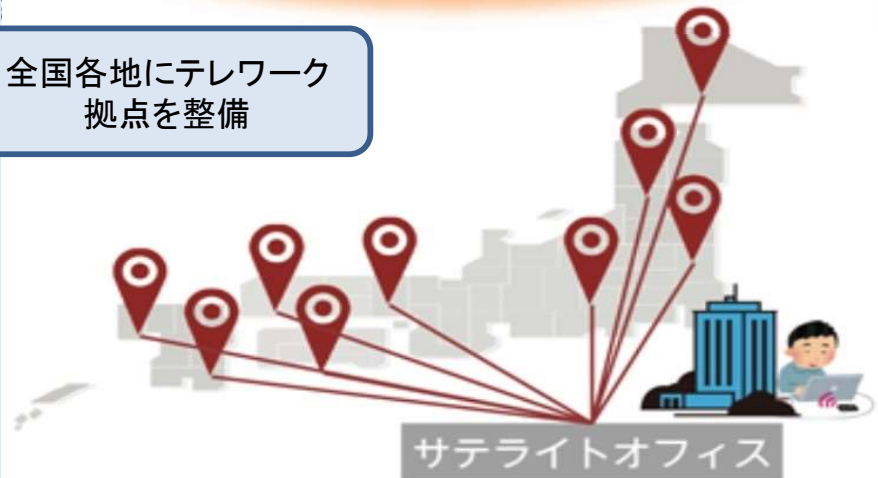 全国各地にテレワーク
拠点を整備
サテライトオフィス